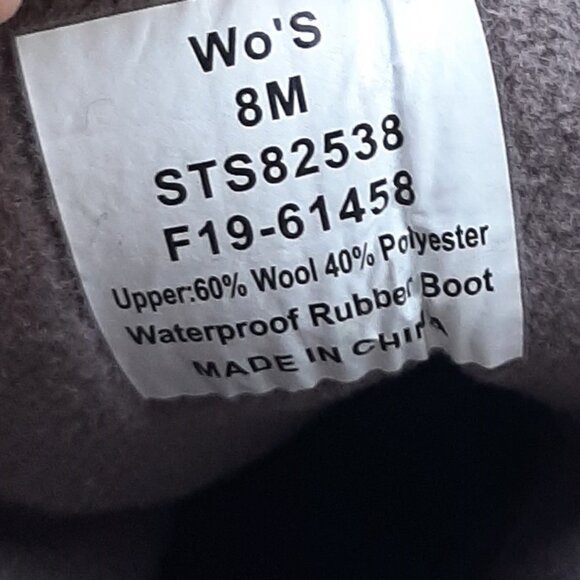 Wo'S
8M
STS82538
F19-61458
Upper:60% Wool 40% Polyester
Waterproof Rubber Boot
MADE IN CHINA